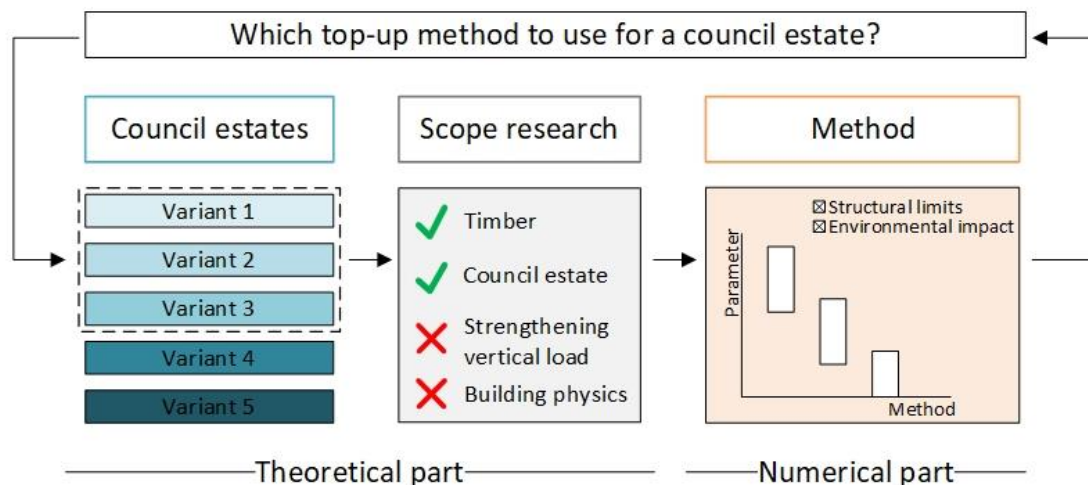 Which top-up method to use for a council estate?
Council estates
Scope research
Method
Variant 1
Variant 2
Variant 3
Variant 4
Variant 5
Timber
Council estate
Strengthening
vertical load
Building physics
Structural limits
Environmental impact
Parameter
Method
Theoretical part
Numerical part